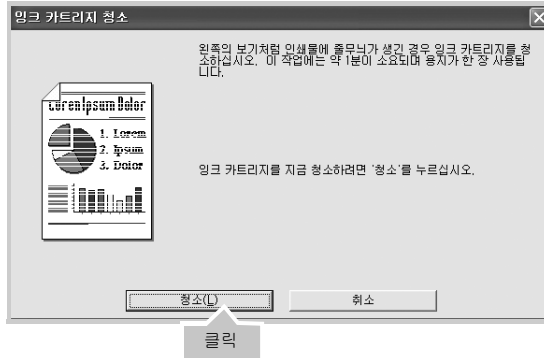 잉크 카트리지 청소
왼쪽의 보기처럼 인쇄물에 줄무늬가 생긴 경우 잉크 카트리지를 청
소하십시오. 이 작업에는 약 1분이 소요되며 용지가 한 장 사용됩
니다.
Lorem Ipsum Dolor
1. Lorem
2. Ipsum
3. Dolor
잉크 카트리지를 지금 청소하려면 '청소'를 누르십시오.
청소(L)
취소
클릭